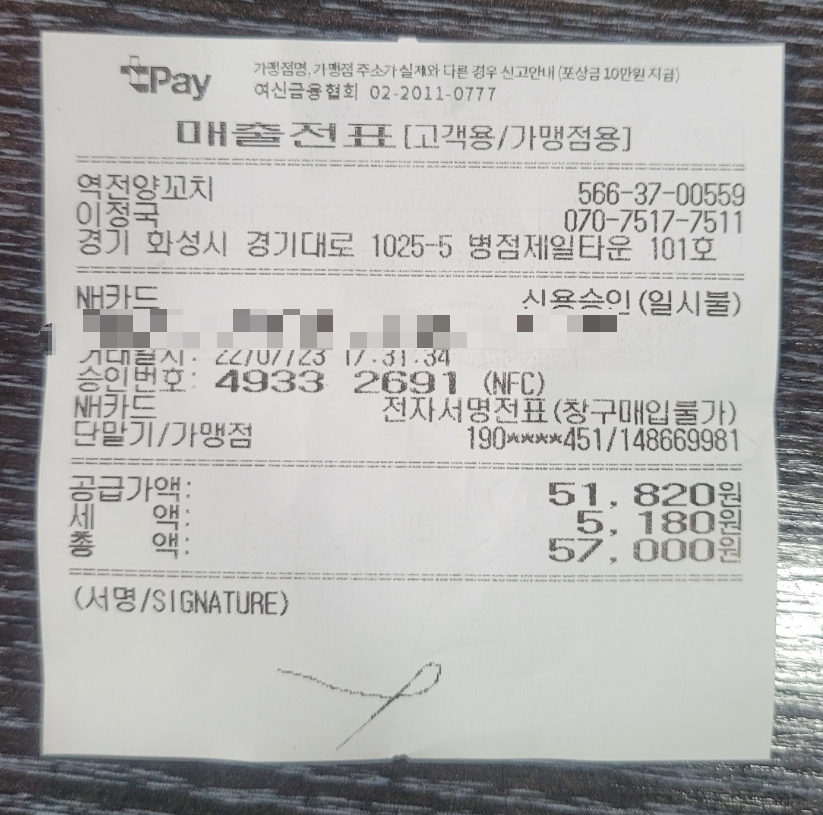 tPay 가맹점명,가맹점 주소가 실제와 다른 경우 신고안내 (포상금 10만원 지급)
여신금융협회 02-2011-0777
매출전표 [고객용/가맹점용]
역전양꼬치 566-37-00559
이정국 070-7517-7511
경기 화성시 경기대로 1025-5 병점제일타운 101호
NH카드 신용승인(일시불)
거래일시: 22/07/23 17:31:34
승인번호: 4933 2691 (NFC)
NH카드 전자서명전표(창구매입불가)
단말기/가맹점 190****451/148669981
공급가액: 51,820원
세 액: 5,180원
총 액: 57,000원
(서명/SIGNATURE)